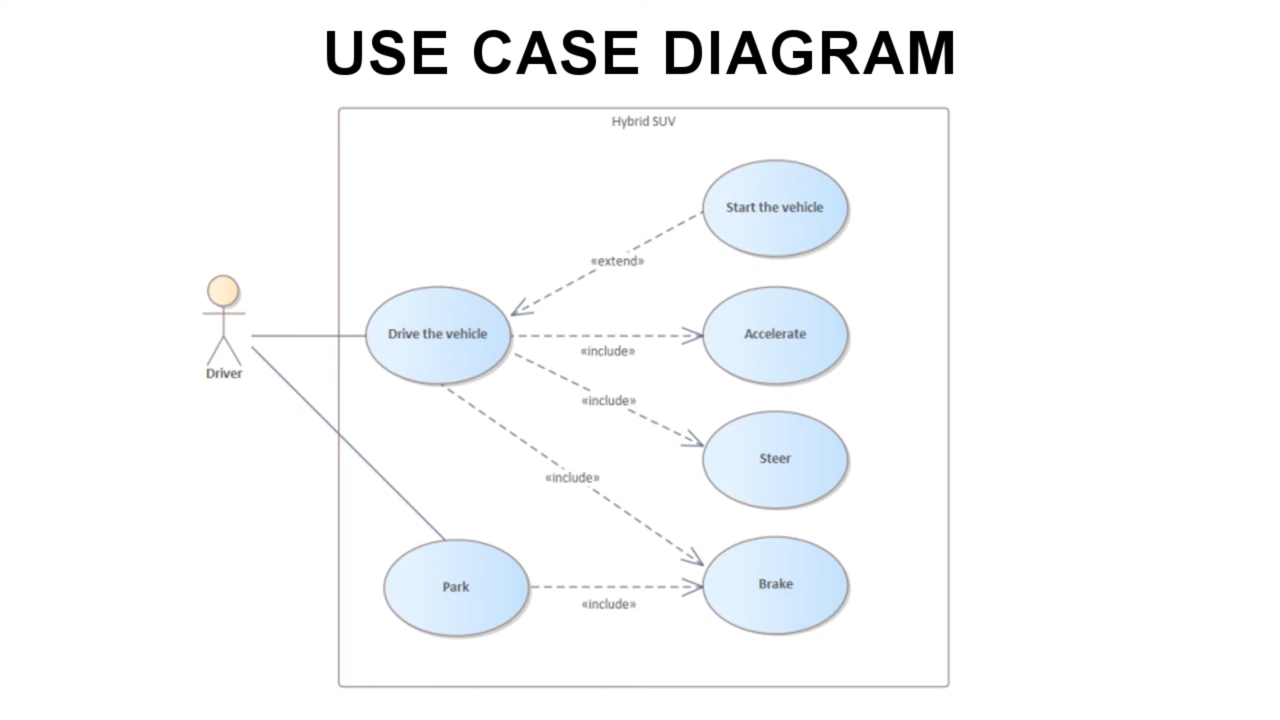 USE CASE DIAGRAM
Hybrid SUV
Start the vehicle
«extend»
Drive the vehicle
Accelerate
«include»
Driver
«include»
Steer
«include»
Park
Brake
«include»